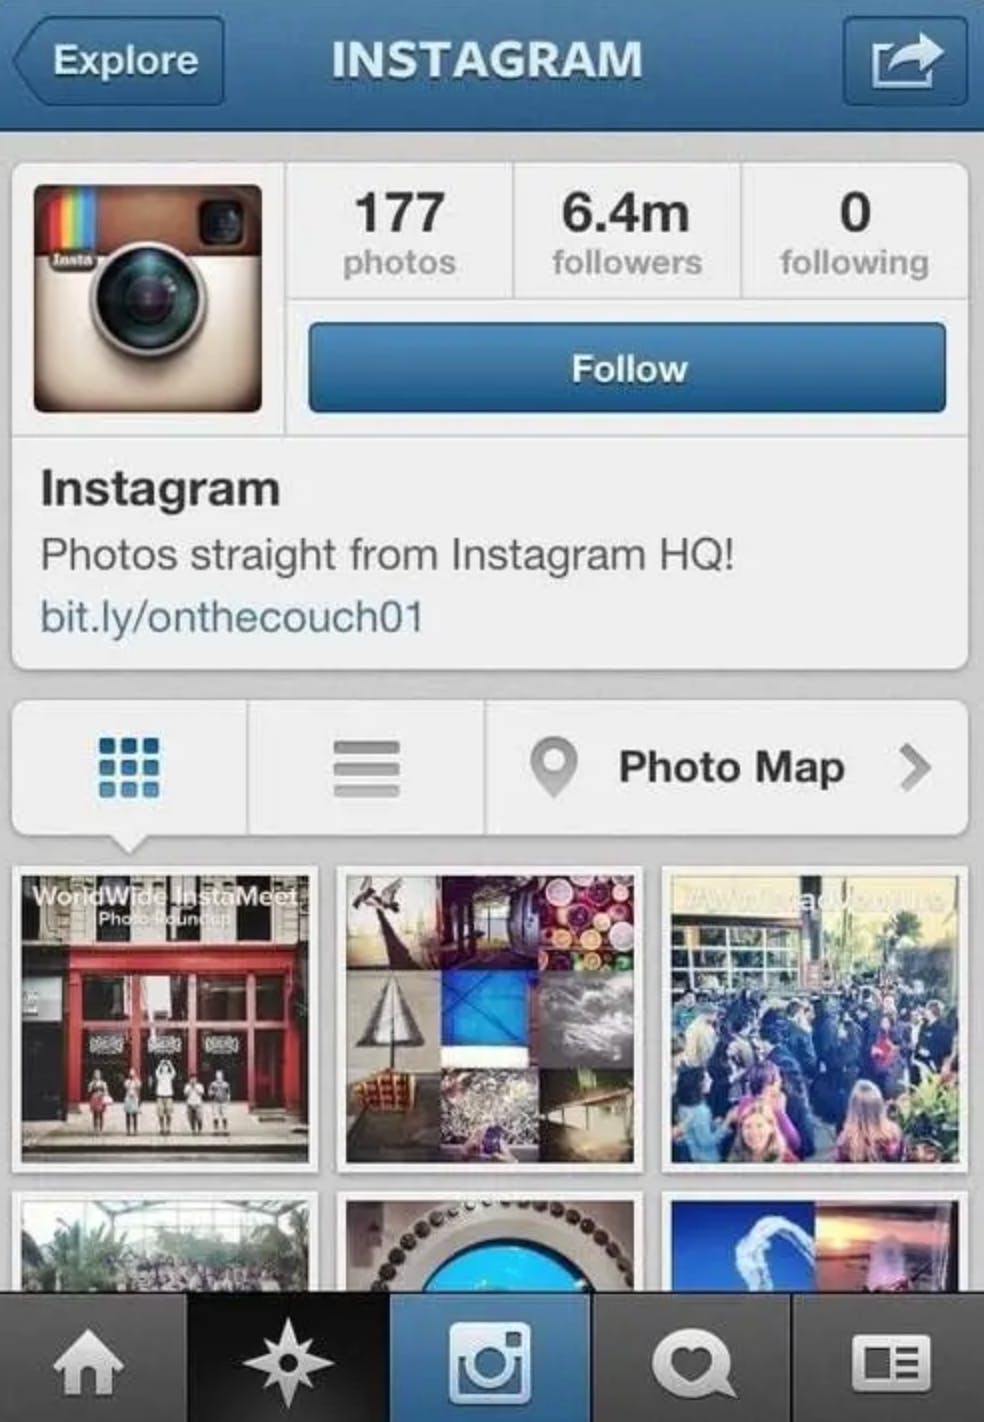 Explore
INSTAGRAM
177
photos
6.4m
followers
0
following
Follow
Insta
Instagram
Photos straight from Instagram HQ!
bit.ly/onthecouch01
Photo Map
WorldWide InstaMeet
Photo Roundup